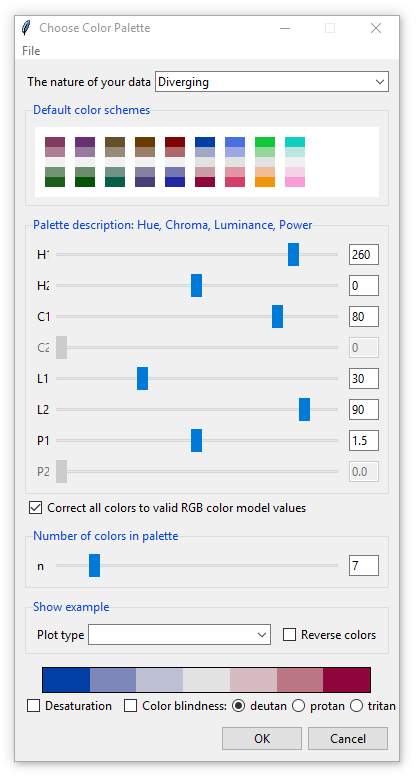 Choose Color Palette
File
The nature of your data Diverging
Default color schemes
Palette description: Hue, Chroma, Luminance, Power
H1 260
H2 0
C1 80
C2 0
L1 30
L2 90
P1 1.5
P2 0.0
Correct all colors to valid RGB color model values
Number of colors in palette
n 7
Show example
Plot type Reverse colors
Desaturation Color blindness: deutan protan tritan
OK Cancel